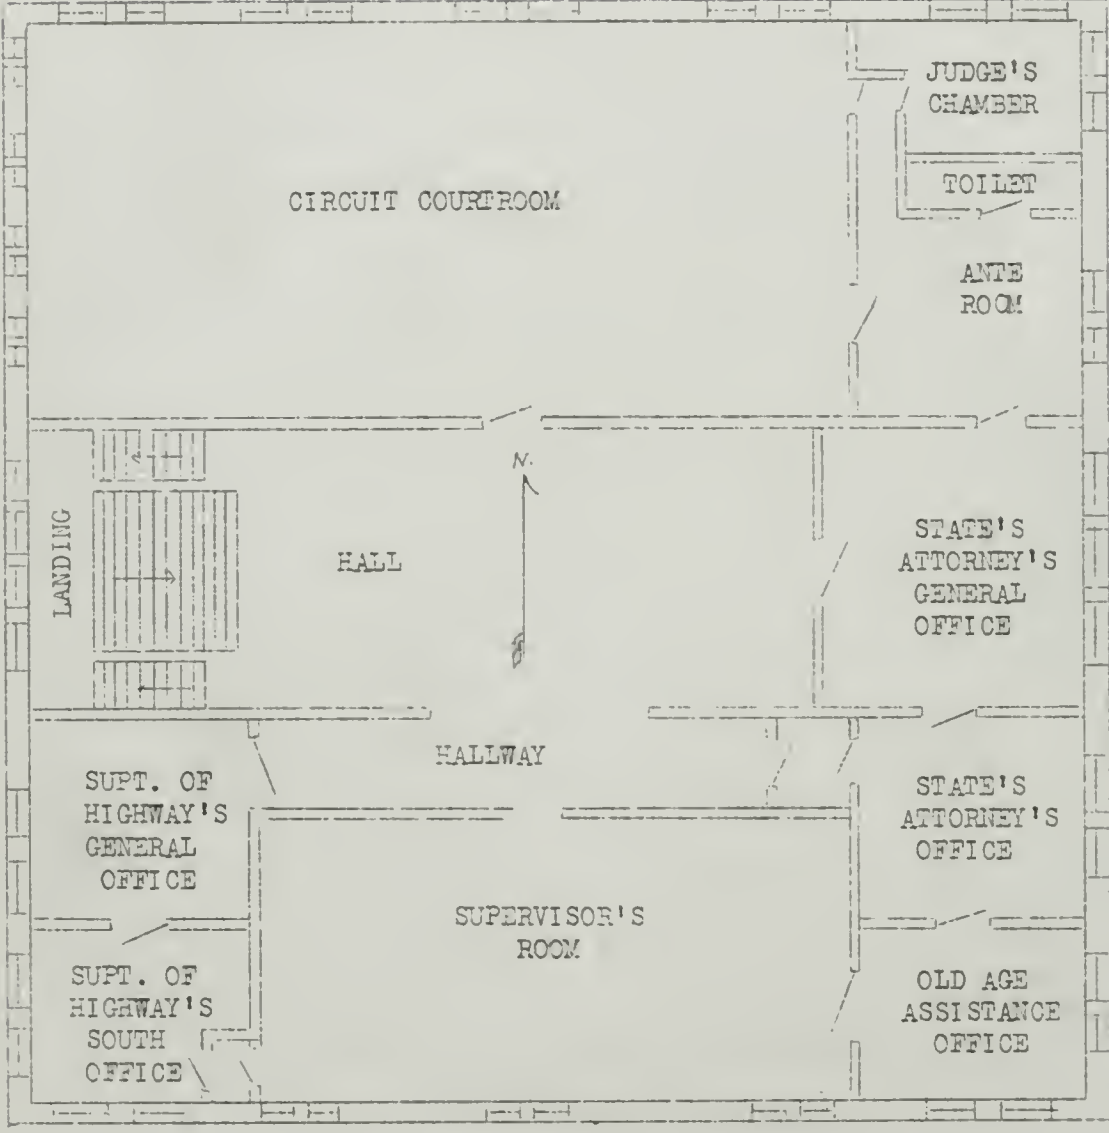 JUDGE'S
CHAMBER
CIRCUIT COURTROOM
TOILET
ANTE
ROOM
N.
LANDING
HALL
STATE'S
ATTORNEY'S
GENERAL
OFFICE
HALLWAY
SUPT. OF
HIGHWAY'S
GENERAL
OFFICE
STATE'S
ATTORNEY'S
OFFICE
SUPERVISOR'S
ROOM
SUPT. OF
HIGHWAY'S
SOUTH
OFFICE
OLD AGE
ASSISTANCE
OFFICE